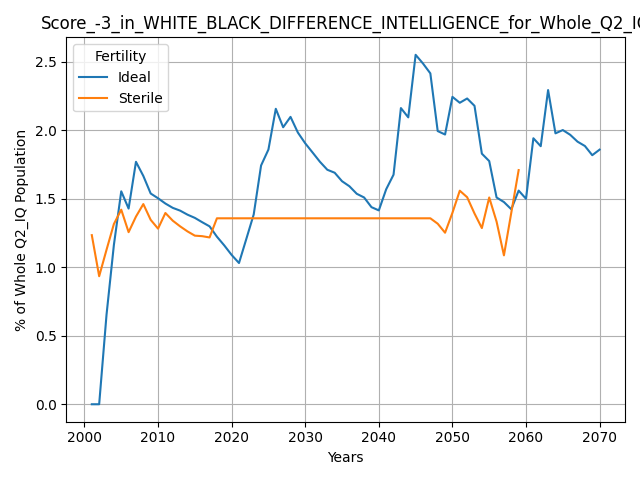 Score_-3_in_WHITE_BLACK_DIFFERENCE_INTELLIGENCE_for_Whole_Q2_IQ
Fertility
Ideal
Sterile
% of Whole Q2_IQ Population
2.5
2.0
1.5
1.0
0.5
0.0
2000 2010 2020 2030 2040 2050 2060 2070
Years